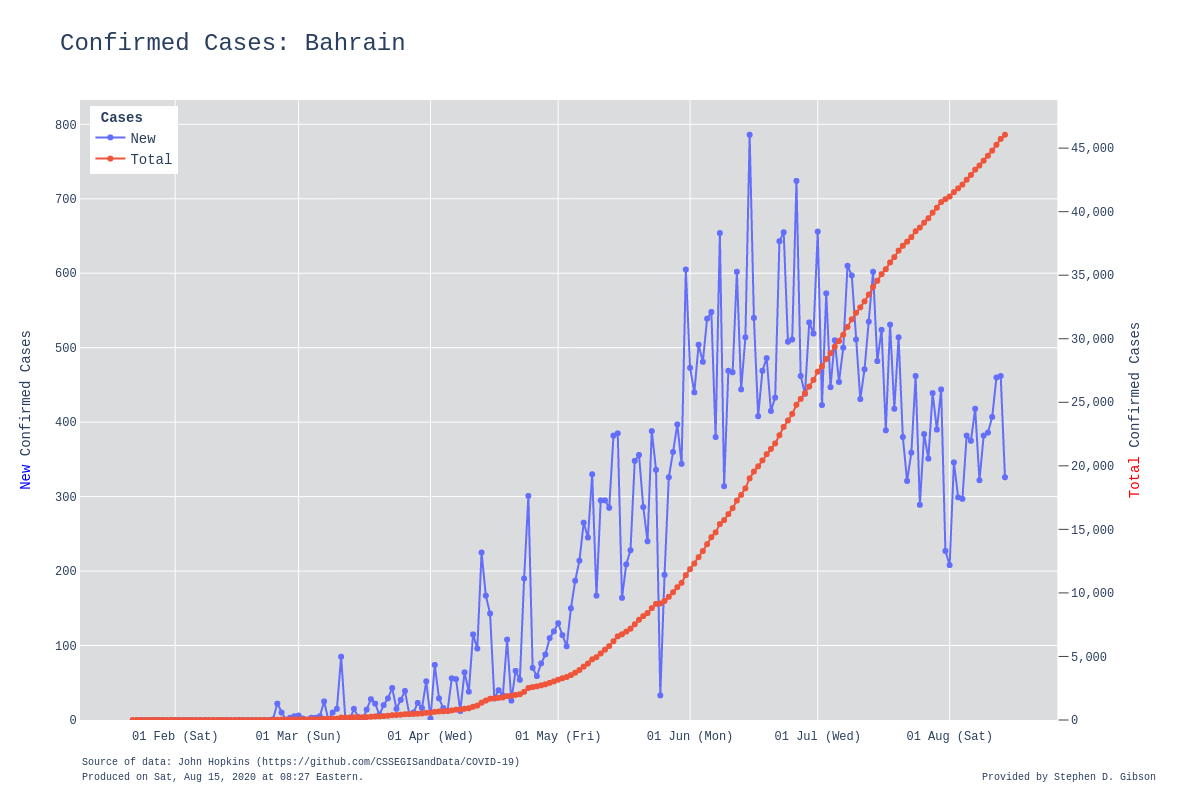 Confirmed Cases: Bahrain
Cases
New
Total
800
700
600
500
400
300
200
100
0
New Confirmed Cases
45,000
40,000
35,000
30,000
25,000
20,000
15,000
10,000
5,000
0
Total Confirmed Cases
01 Feb (Sat) 01 Mar (Sun) 01 Apr (Wed) 01 May (Fri) 01 Jun (Mon) 01 Jul (Wed) 01 Aug (Sat)
Source of data: John Hopkins (https://github.com/CSSEGISandData/COVID-19)
Produced on Sat, Aug 15, 2020 at 08:27 Eastern.
Provided by Stephen D. Gibson